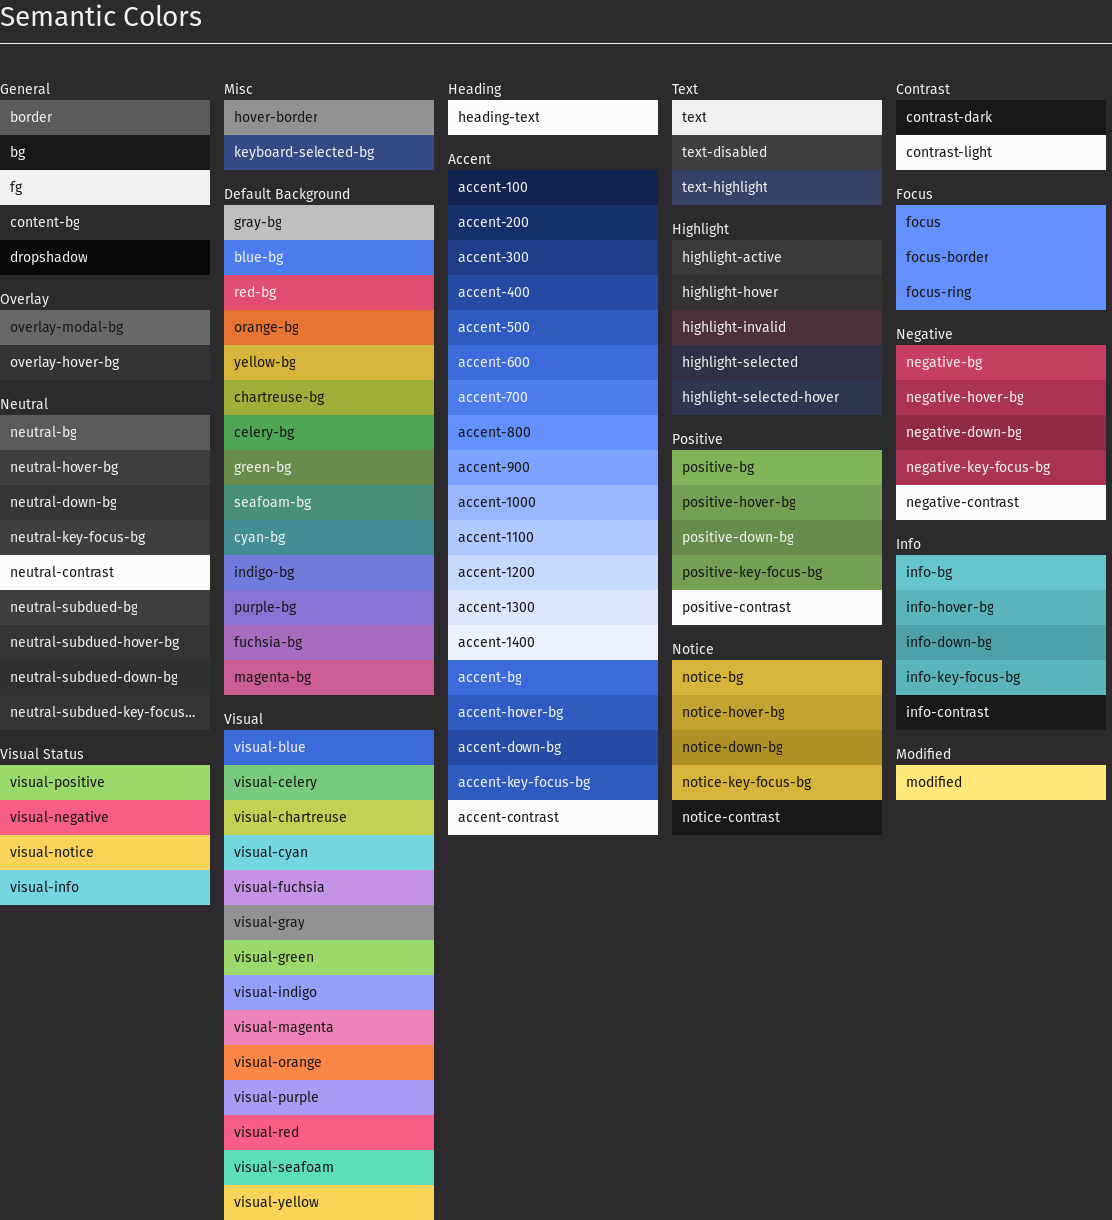 Semantic Colors
General
border
bg
fg
content-bg
dropshadow
Overlay
overlay-modal-bg
overlay-hover-bg
Neutral
neutral-bg
neutral-hover-bg
neutral-down-bg
neutral-key-focus-bg
neutral-contrast
neutral-subdued-bg
neutral-subdued-hover-bg
neutral-subdued-down-bg
neutral-subdued-key-focus...
Visual Status
visual-positive
visual-negative
visual-notice
visual-info
Misc
hover-border
keyboard-selected-bg
Default Background
gray-bg
blue-bg
red-bg
orange-bg
yellow-bg
chartreuse-bg
celery-bg
green-bg
seafoam-bg
cyan-bg
indigo-bg
purple-bg
fuchsia-bg
magenta-bg
Visual
visual-blue
visual-celery
visual-chartreuse
visual-cyan
visual-fuchsia
visual-gray
visual-green
visual-indigo
visual-magenta
visual-orange
visual-purple
visual-red
visual-seafoam
visual-yellow
Heading
heading-text
Accent
accent-100
accent-200
accent-300
accent-400
accent-500
accent-600
accent-700
accent-800
accent-900
accent-1000
accent-1100
accent-1200
accent-1300
accent-1400
accent-bg
accent-hover-bg
accent-down-bg
accent-key-focus-bg
accent-contrast
Text
text
text-disabled
text-highlight
Highlight
highlight-active
highlight-hover
highlight-invalid
highlight-selected
highlight-selected-hover
Positive
positive-bg
positive-hover-bg
positive-down-bg
positive-key-focus-bg
positive-contrast
Notice
notice-bg
notice-hover-bg
notice-down-bg
notice-key-focus-bg
notice-contrast
Contrast
contrast-dark
contrast-light
Focus
focus
focus-border
focus-ring
Negative
negative-bg
negative-hover-bg
negative-down-bg
negative-key-focus-bg
negative-contrast
Info
info-bg
info-hover-bg
info-down-bg
info-key-focus-bg
info-contrast
Modified
modified